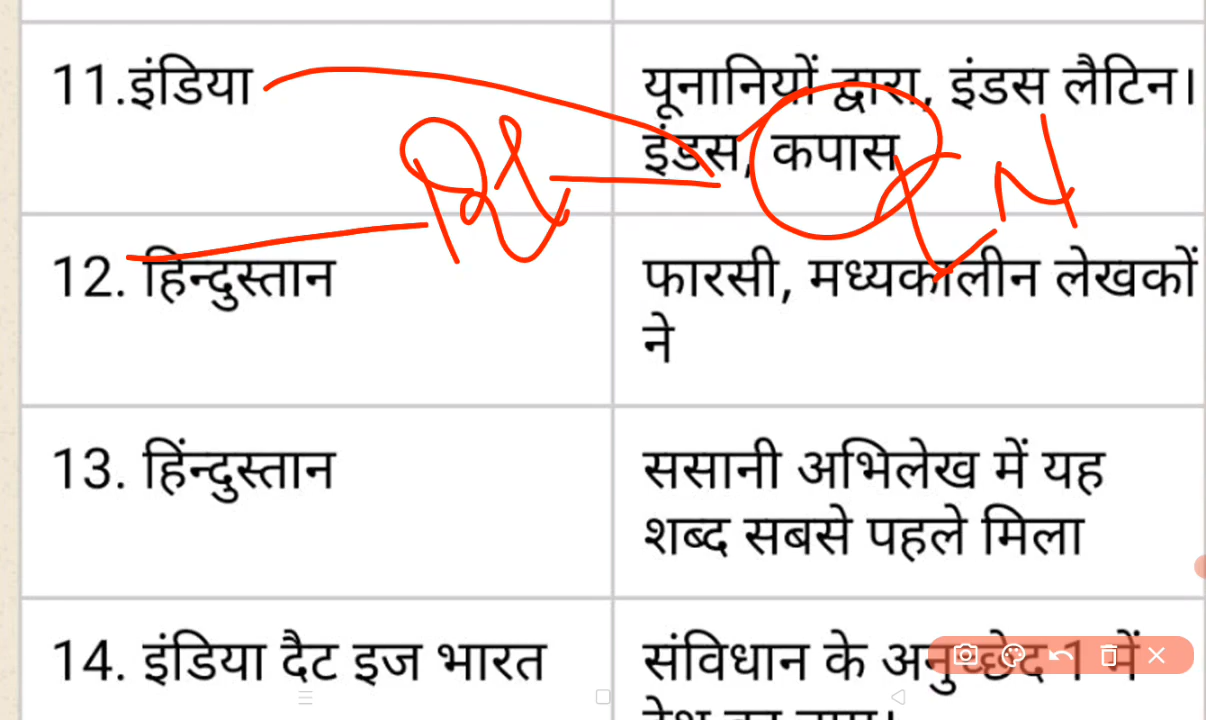 11.इंडिया
यूनानियों द्वारा, इंडस लैटिन।
इंडस, कपास
12. हिन्दुस्तान
फारसी, मध्यकालीन लेखकों
ने
13. हिंन्दुस्तान
ससानी अभिलेख में यह
शब्द सबसे पहले मिला
14. इंडिया दैट इज भारत
संविधान के अनुच्छेद 1 में